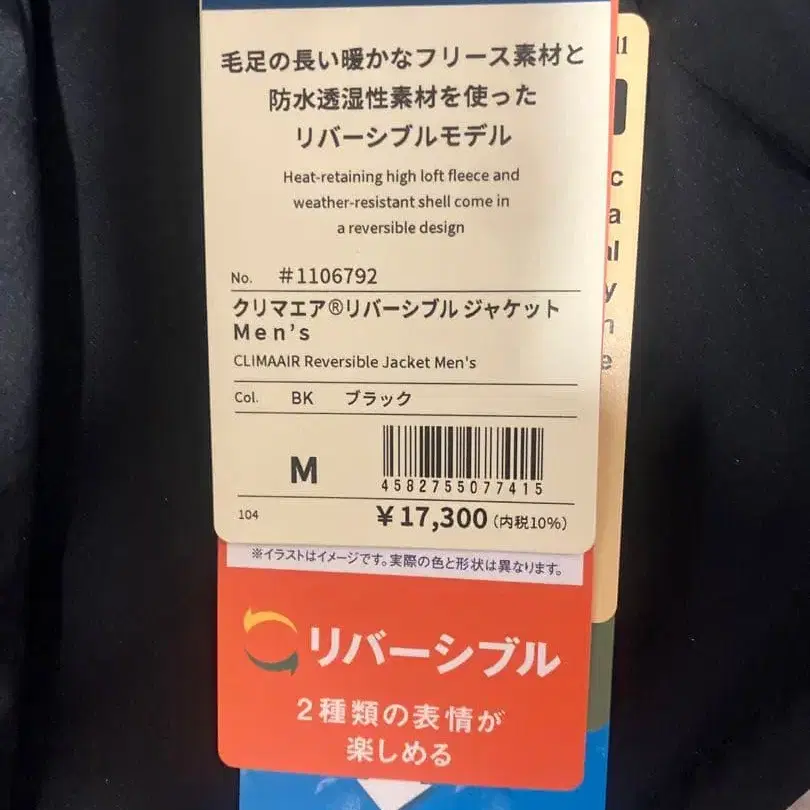 毛足の長い暖かなフリース素材と
防水透湿性素材を使った
リバーシブルモデル
Heat-retaining high loft fleece and
weather-resistant shell come in
a reversible design
No. #1106792
クリマエア®リバーシブル ジャケット
Men's
CLIMAAIR Reversible Jacket Men's
Col. BK ブラック
M
4582755077415
104 ¥17,300(内税10%)
※イラストはイメージです。実際の色と形状は異なります。
リバーシブル
2種類の表情が
楽しめる